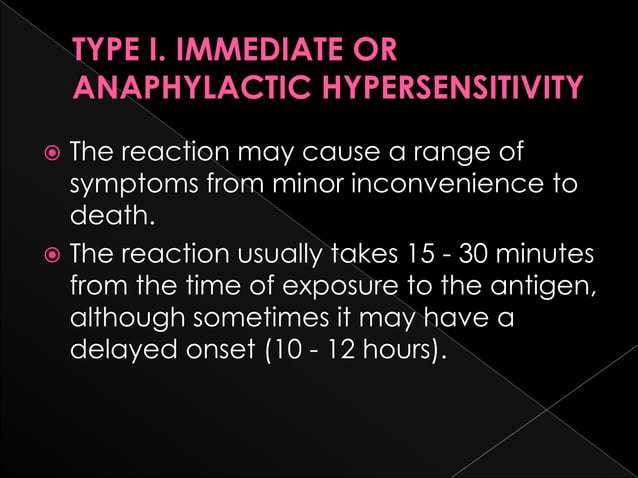 TYPE I. IMMEDIATE OR
ANAPHYLACTIC HYPERSENSITIVITY
The reaction may cause a range of
symptoms from minor inconvenience to
death.
The reaction usually takes 15 - 30 minutes
from the time of exposure to the antigen,
although sometimes it may have a
delayed onset (10 - 12 hours).